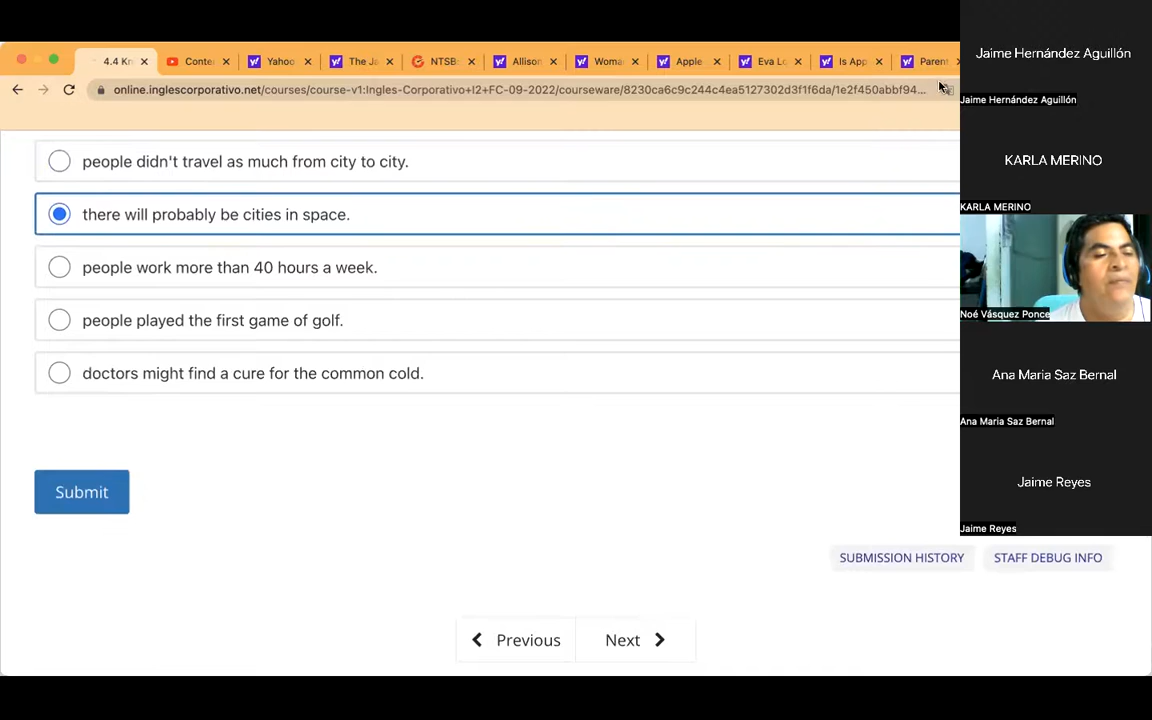 4.4 Kn
Conte
Yahoo
The Ja
NTSB
Allison
Woma
Apple
Eva Lo
Is App
Parent
online.inglescorporativo.net/courses/course-v1:Ingles-Corporativo+I2+FC-09-2022/courseware/8230ca6c9c244c4ea5127302d3f1f6da/1e2f450abbf94...
people didn't travel as much from city to city.
there will probably be cities in space.
people work more than 40 hours a week.
people played the first game of golf.
doctors might find a cure for the common cold.
Submit
SUBMISSION HISTORY
STAFF DEBUG INFO
Previous
Next
Jaime Hernández Aguillón
Jaime Hernández Aguillón
KARLA MERINO
KARLA MERINO
Noé Vásquez Ponce
Ana Maria Saz Bernal
Ana Maria Saz Bernal
Jaime Reyes
Jaime Reyes